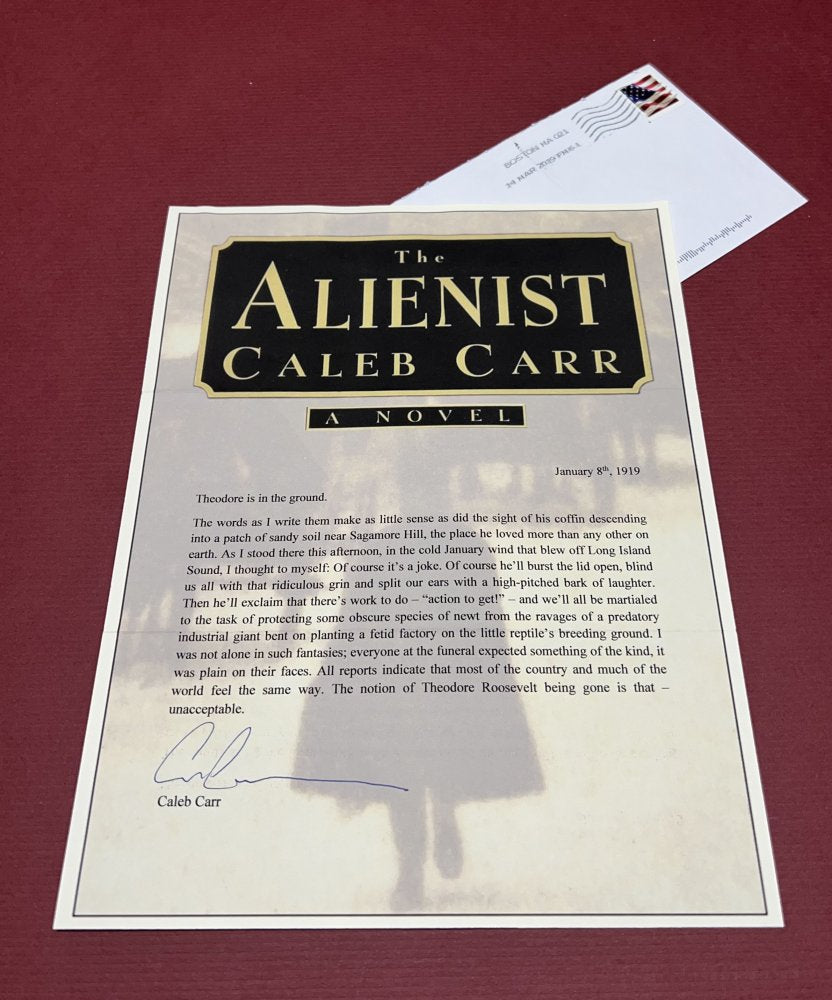 BOSTON MA 021
14 MAR 2019 PM 5 L
The
ALIENIST
CALEB CARR
A NOVEL
January 8th, 1919
Theodore is in the ground.
The words as I write them make as little sense as did the sight of his coffin descending
into a patch of sandy soil near Sagamore Hill, the place he loved more than any other on
earth. As I stood there this afternoon, in the cold January wind that blew off Long Island
Sound, I thought to myself: Of course it's a joke. Of course he'll burst the lid open, blind
us all with that ridiculous grin and split our ears with a high-pitched bark of laughter.
Then he'll exclaim that there's work to do – “action to get!” – and we'll all be martialed
to the task of protecting some obscure species of newt from the ravages of a predatory
industrial giant bent on planting a fetid factory on the little reptile's breeding ground. I
was not alone in such fantasies; everyone at the funeral expected something of the kind, it
was plain on their faces. All reports indicate that most of the country and much of the
world feel the same way. The notion of Theodore Roosevelt being gone is that –
unacceptable.
Caleb Carr